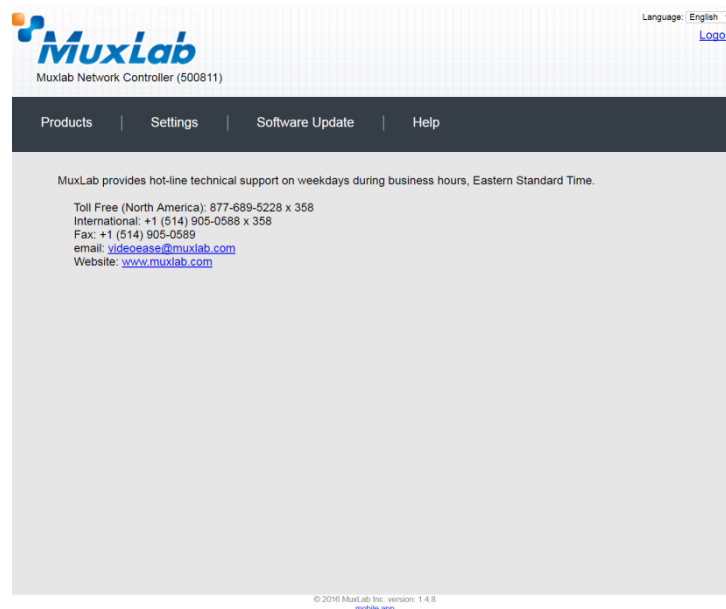 Language: English
Logo
MuxLab
Muxlab Network Controller (500811)
Products | Settings | Software Update | Help
MuxLab provides hot-line technical support on weekdays during business hours, Eastern Standard Time.
Toll Free (North America): 877-689-5228 x 358
International: +1 (514) 905-0588 x 358
Fax: +1 (514) 905-0589
email: videoease@muxlab.com
Website: www.muxlab.com
© 2016 MuxLab Inc. version: 1.4.8
mobile app